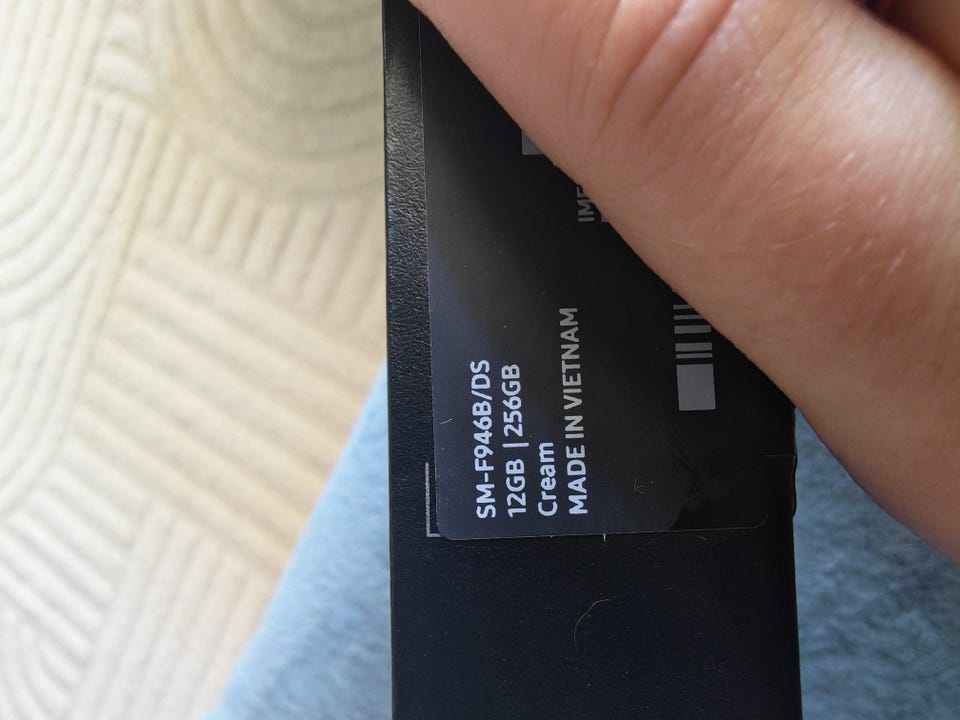 SM-F946B/DS
12GB | 256GB
Cream
MADE IN VIETNAM